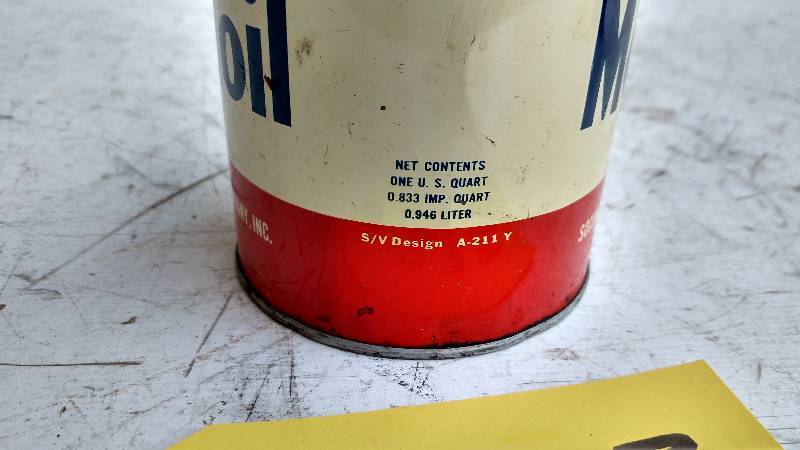 oil
M
NET CONTENTS
ONE U. S. QUART
0.833 IMP. QUART
0.946 LITER
NY, INC.
S/V Design A-211 Y